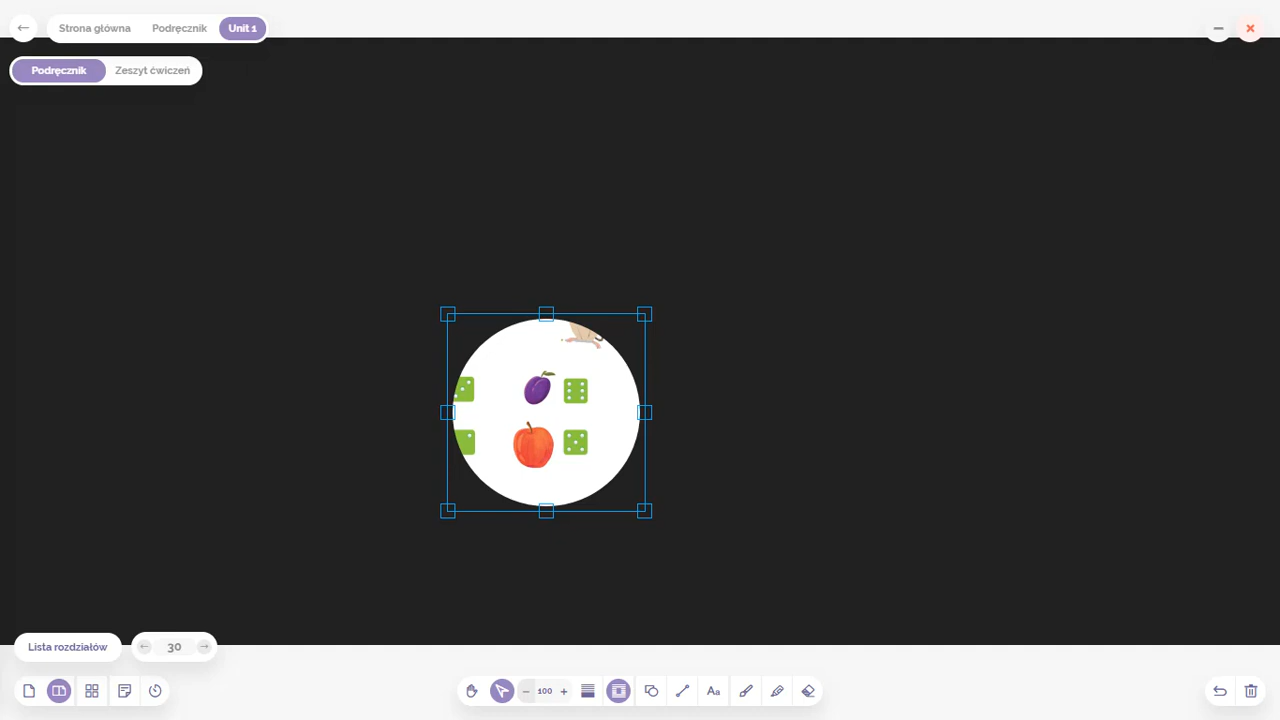 Strona główna Podręcznik Unit 1
Podręcznik Zeszyt ćwiczeń
Lista rozdziałów 30
100 Aa